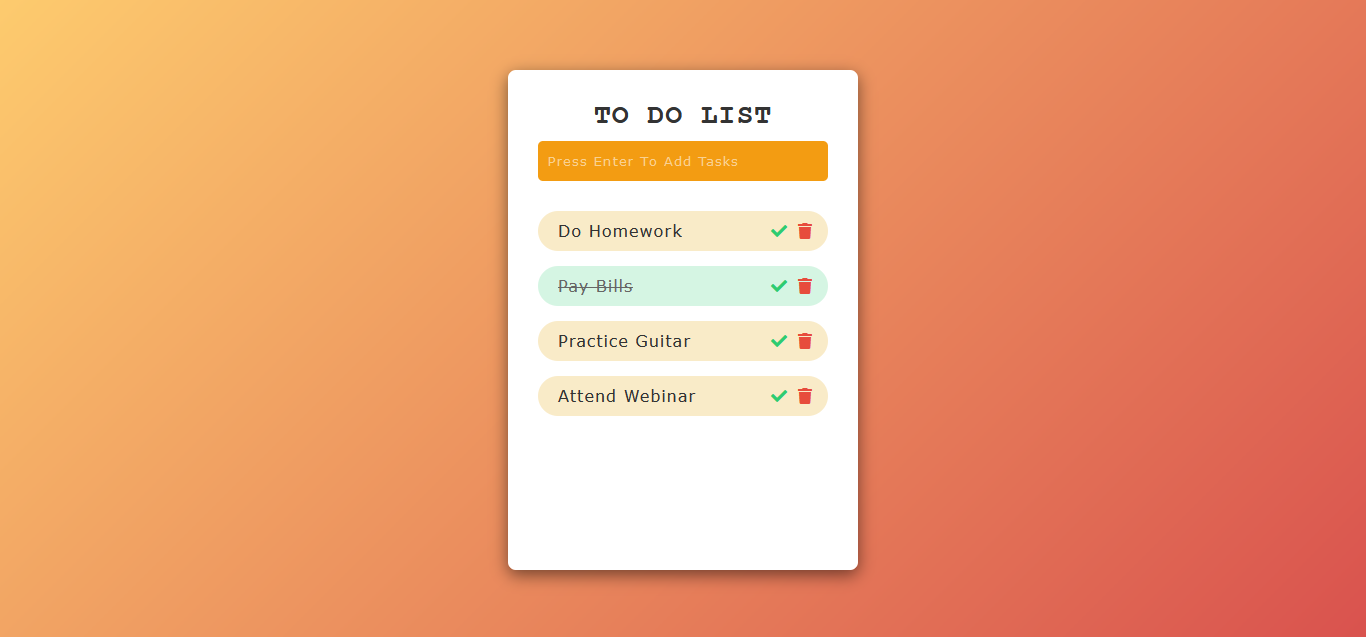 TO DO LIST
Press Enter To Add Tasks
Do Homework
Pay Bills
Practice Guitar
Attend Webinar